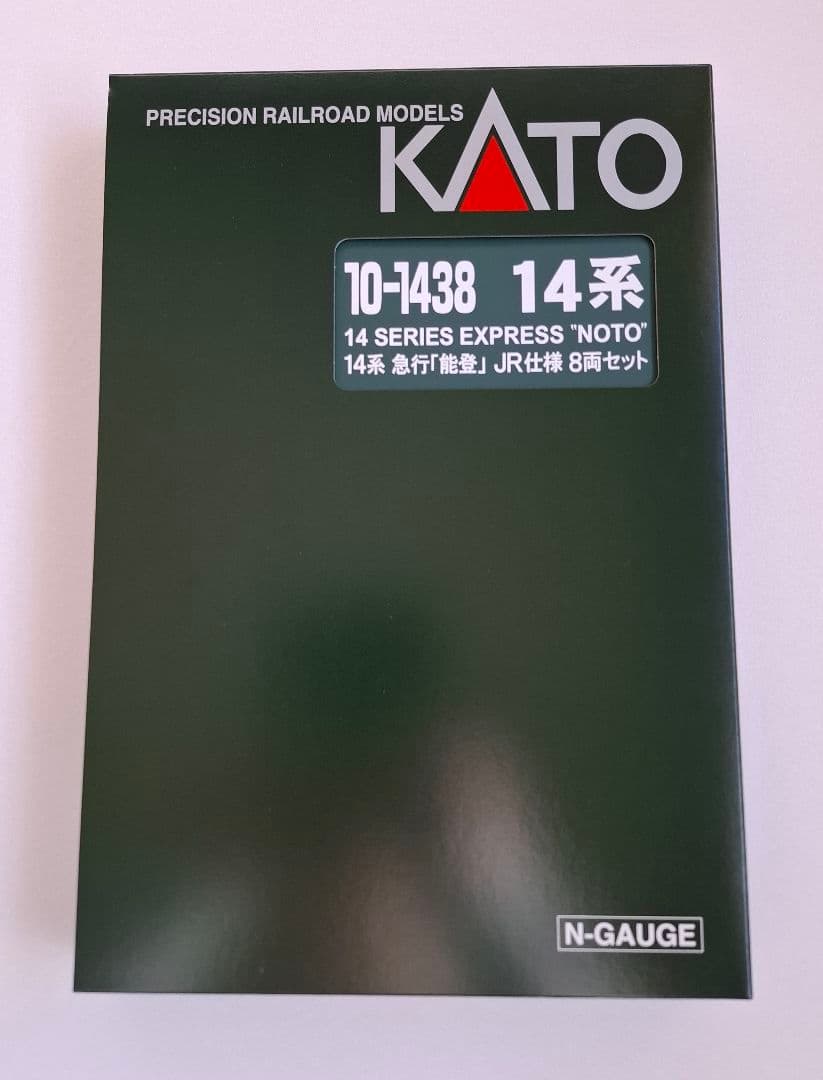 PRECISION RAILROAD MODELS
KATO
10-1438 14系
14 SERIES EXPRESS "NOTO"
14系 急行「能登」 JR仕様 8両セット
N-GAUGE